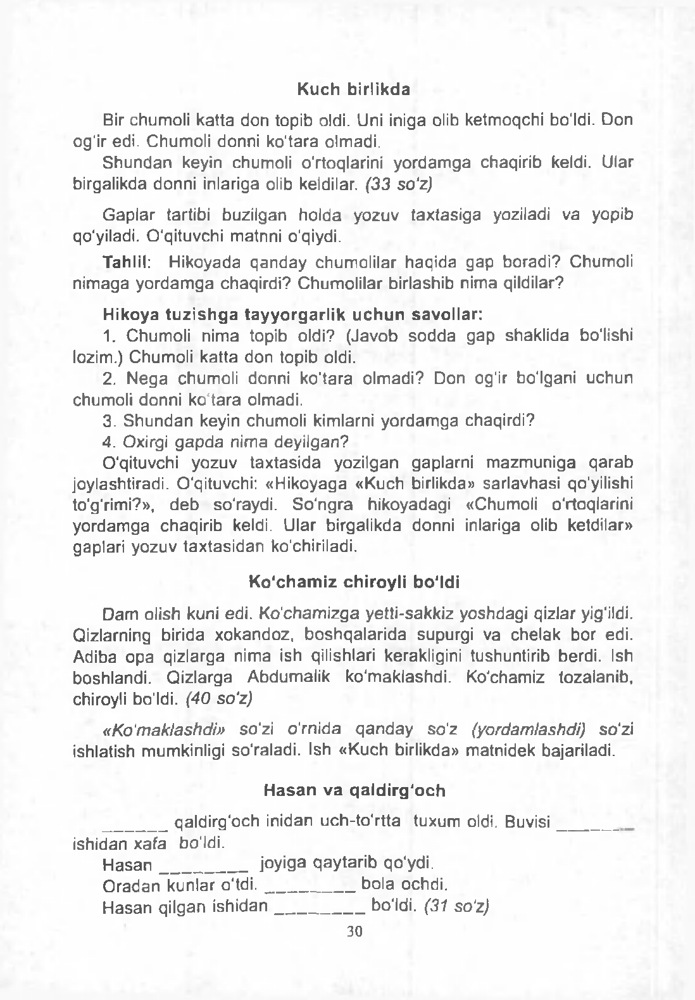 Kuch birlikda
Bir chumoli katta don topib oldi. Uni iniga olib ketmoqchi bo'ldi. Don
og'ir edi. Chumoli donni ko'tara olmadi.
Shundan keyin chumoli o'rtoqlarini yordamga chaqirib keldi. Ular
birgalikda donni inlariga olib keldilar. (33 so'z)
Gaplar tartibi buzilgan holda yozuv taxtasiga yoziladi va yopib
qo'yiladi. O'qituvchi matnni o'qiydi.
Tahlil: Hikoyada qanday chumolilar haqida gap boradi? Chumoli
nimaga yordamga chaqirdi? Chumolilar birlashib nima qildilar?
Hikoya tuzishga tayyorgarlik uchun savollar:
1. Chumoli nima topib oldi? (Javob sodda gap shaklida bo'lishi
lozim.) Chumoli katta don topib oldi.
2. Nega chumoli donni ko'tara olmadi? Don og'ir bo'lgani uchun
chumoli donni ko'tara olmadi.
3. Shundan keyin chumoli kimlarni yordamga chaqirdi?
4. Oxirgi gapda nima deyilgan?
O'qituvchi yozuv taxtasida yozilgan gaplarni mazmuniga qarab
joylashtiradi. O'qituvchi: «Hikoyaga «Kuch birlikda» sarlavhasi qo'yilishi
to'g'rimi?», deb so'raydi. So'ngra hikoyadagi «Chumoli o'rtoqlarini
yordamga chaqirib keldi. Ular birgalikda donni inlariga olib ketdilar»
gaplari yozuv taxtasidan ko'chiriladi.
Ko'chamiz chiroyli bo'ldi
Dam olish kuni edi. Ko'chamizga yetti-sakkiz yoshdagi qizlar yig'ildi.
Qizlarning birida xokandoz, boshqalarida supurgi va chelak bor edi.
Adiba opa qizlarga nima ish qilishlari kerakligini tushuntirib berdi. Ish
boshlandi. Qizlarga Abdumalik ko'maklashdi. Ko'chamiz tozalanib,
chiroyli bo'ldi. (40 so'z)
«Ko'maklashdi» so'zi o'rnida qanday so'z (yordamlashdi) so'zi
ishlatish mumkinligi so'raladi. Ish «Kuch birlikda» matnidek bajariladi.
Hasan va qaldirg'och
_______ qaldirg'och inidan uch-to'rtta tuxum oldi. Buvisi ________
ishidan xafa bo'ldi.
Hasan _________ joyiga qaytarib qo'ydi.
Oradan kunlar o'tdi. _________ bola ochdi.
Hasan qilgan ishidan _________ bo'ldi. (31 so'z)
30